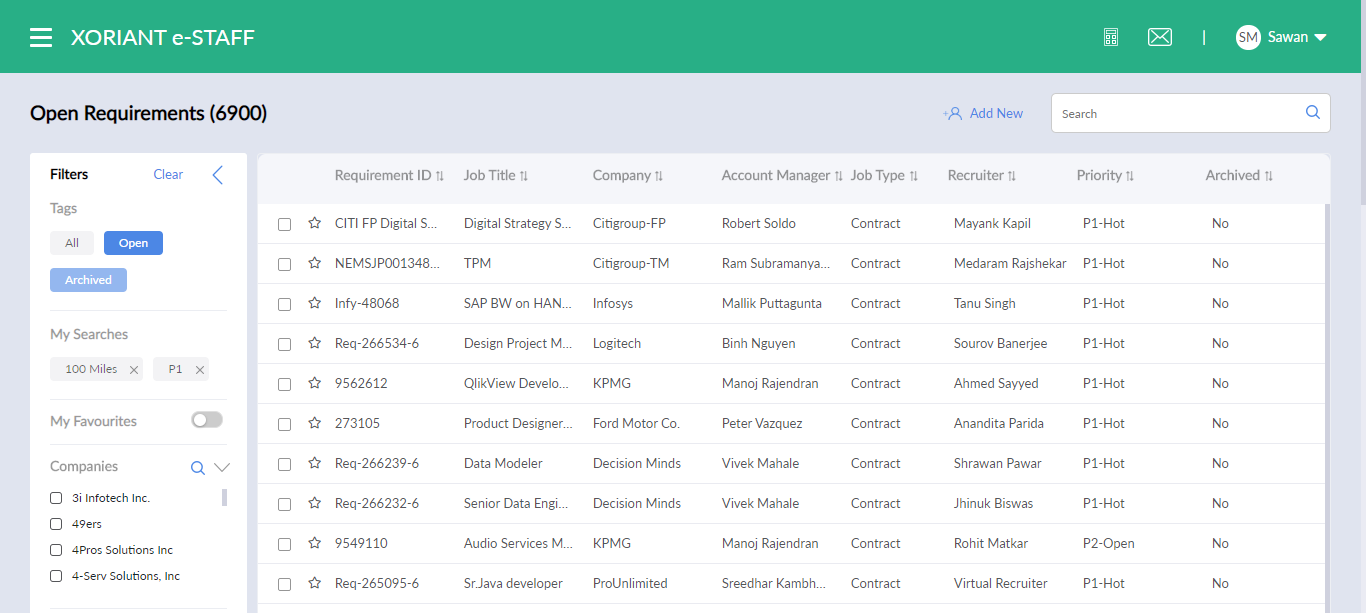 XORIANT e-STAFF
| SM Sawan
Open Requirements (6900)
Add New
Search
Filters Clear
Tags
All Open
Archived
My Searches
100 Miles P1
My Favourites
Companies
3i Infotech Inc.
49ers
4Pros Solutions Inc
4-Serv Solutions, Inc
Requirement ID Job Title Company Account Manager Job Type Recruiter Priority Archived
CITI FP Digital S... Digital Strategy S... Citigroup-FP Robert Soldo Contract Mayank Kapil P1-Hot No
NEMSJP001348... TPM Citigroup-TM Ram Subramanya... Contract Medaram Rajshekar P1-Hot No
Infy-48068 SAP BW on HAN... Infosys Mallik Puttagunta Contract Tanu Singh P1-Hot No
Req-266534-6 Design Project M... Logitech Binh Nguyen Contract Sourov Banerjee P1-Hot No
9562612 QlikView Develo... KPMG Manoj Rajendran Contract Ahmed Sayyed P1-Hot No
273105 Product Designer... Ford Motor Co. Peter Vazquez Contract Anandita Parida P1-Hot No
Req-266239-6 Data Modeler Decision Minds Vivek Mahale Contract Shrawan Pawar P1-Hot No
Req-266232-6 Senior Data Engi... Decision Minds Vivek Mahale Contract Jhinuk Biswas P1-Hot No
9549110 Audio Services M... KPMG Manoj Rajendran Contract Rohit Matkar P2-Open No
Req-265095-6 Sr.Java developer ProUnlimited Sreedhar Kambh... Contract Virtual Recruiter P1-Hot No